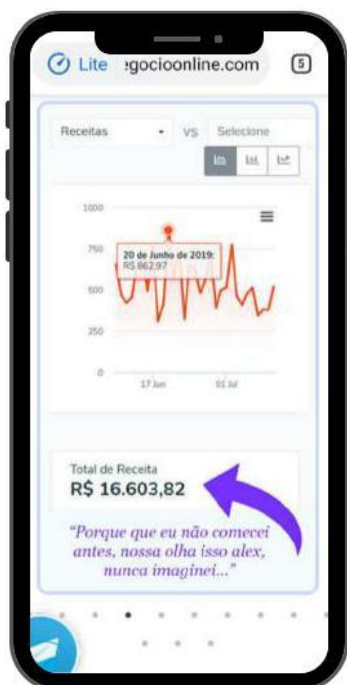 Lite egocioonline.com 5
Receitas vs Selecione
1000
750
20 de Junho de 2019:
R$ 862,97
500
250
0
17 Jun 01 Jul
Total de Receita
R$ 16.603,82
"Porque que eu não comecei
antes, nossa olha isso alex,
nunca imaginei..."